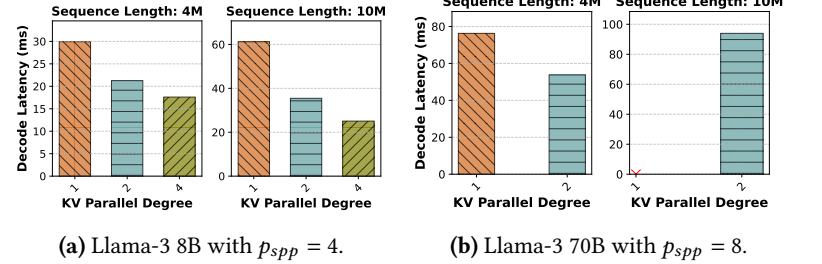 Sequence Length: 4M
Decode Latency (ms)
30
25
20
15
10
5
0
1
2
4
KV Parallel Degree
Sequence Length: 10M
60
40
20
0
1
2
4
KV Parallel Degree
(a) Llama-3 8B with p_spp = 4.
Sequence Length: 4M
Decode Latency (ms)
80
60
40
20
0
1
2
KV Parallel Degree
Sequence Length: 10M
100
80
60
40
20
0
1
2
KV Parallel Degree
(b) Llama-3 70B with p_spp = 8.